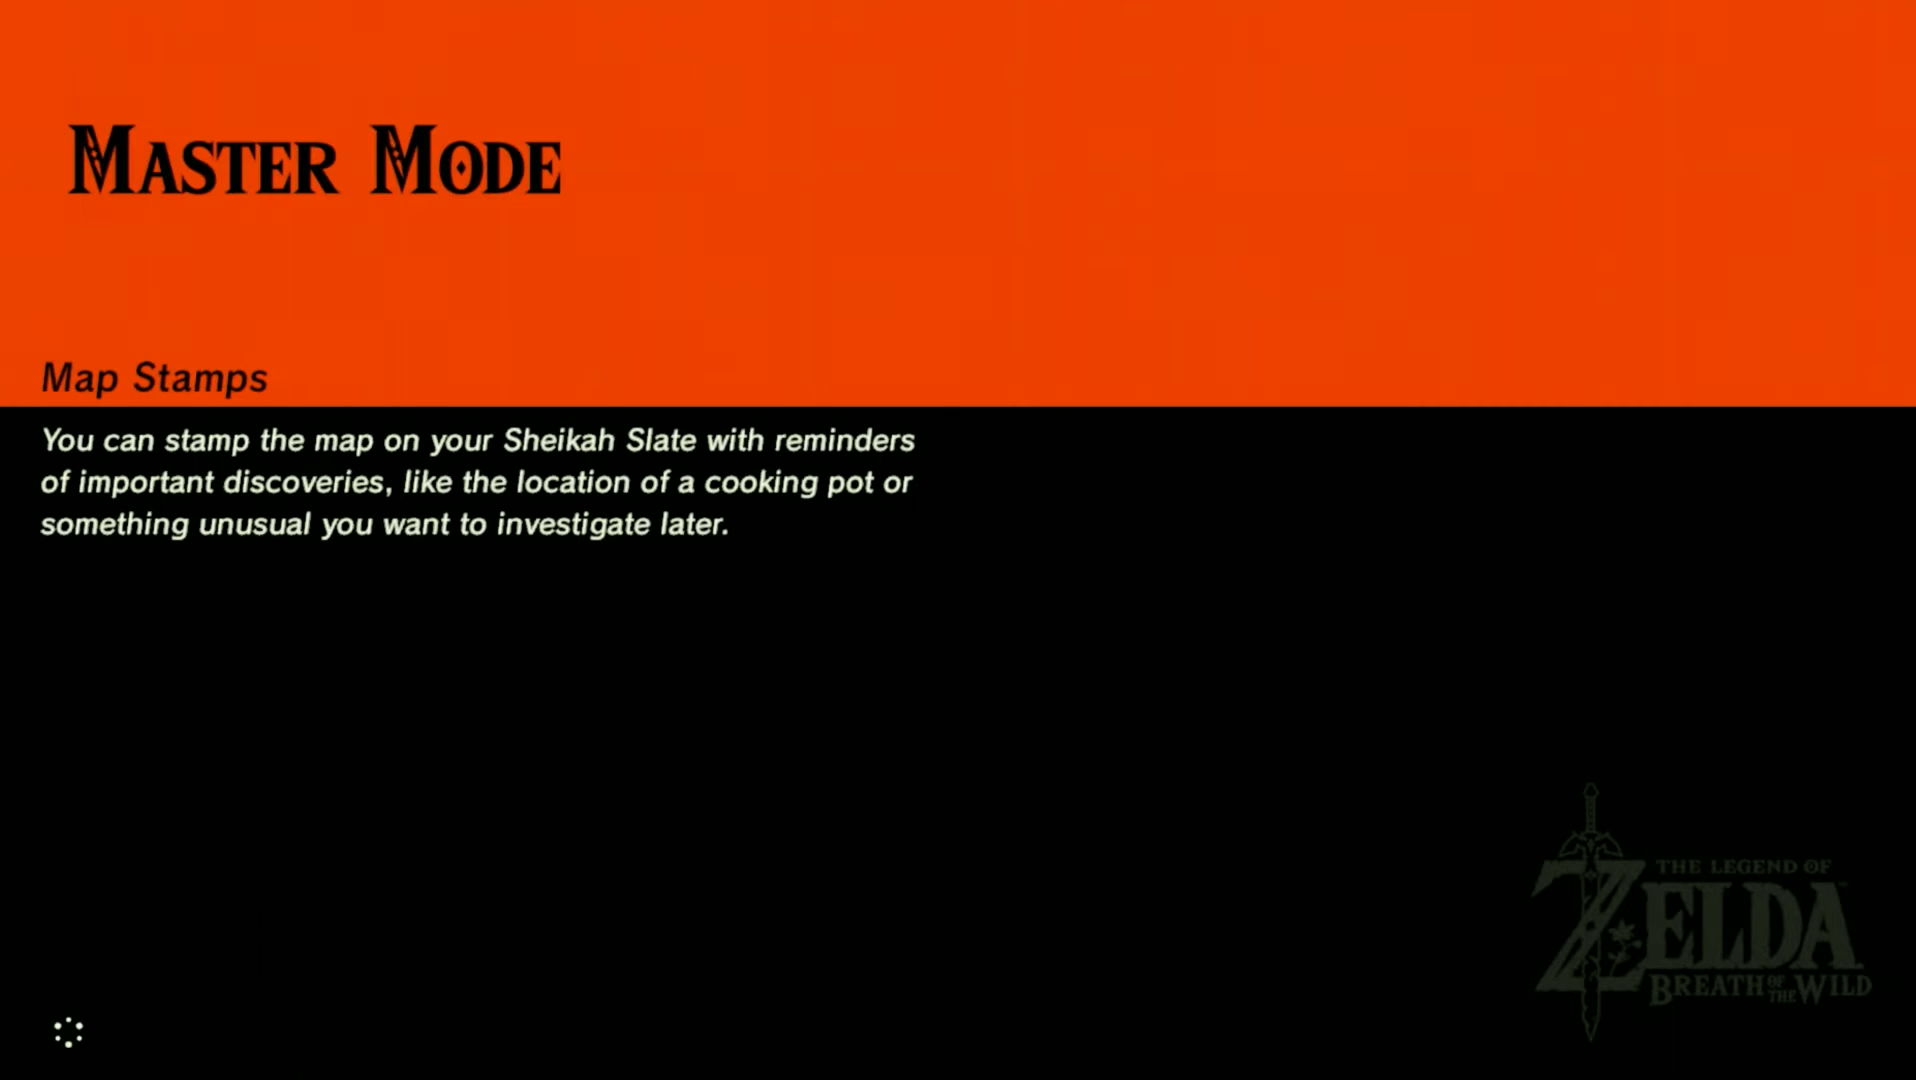 MASTER MODE
Map Stamps
You can stamp the map on your Sheikah Slate with reminders
of important discoveries, like the location of a cooking pot or
something unusual you want to investigate later.
THE LEGEND OF
ZELDA
BREATH OF THE WILD